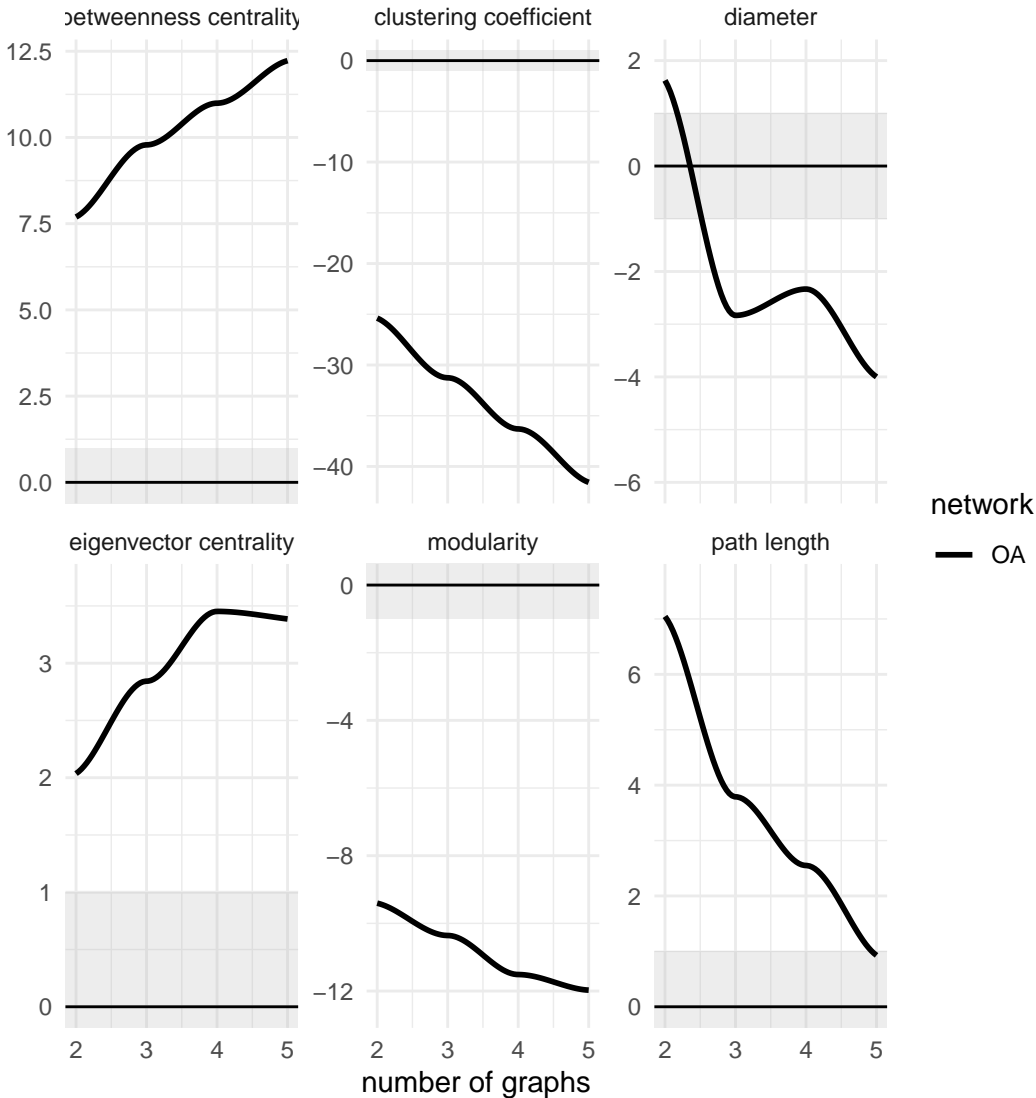 betweenness centrality
clustering coefficient
diameter
12.5
10.0
7.5
5.0
2.5
0.0
0
−10
−20
−30
−40
2
0
−2
−4
−6
eigenvector centrality
modularity
path length
3
2
1
0
0
−4
−8
−12
6
4
2
0
2 3 4 5
2 3 4 5
2 3 4 5
number of graphs
network
OA